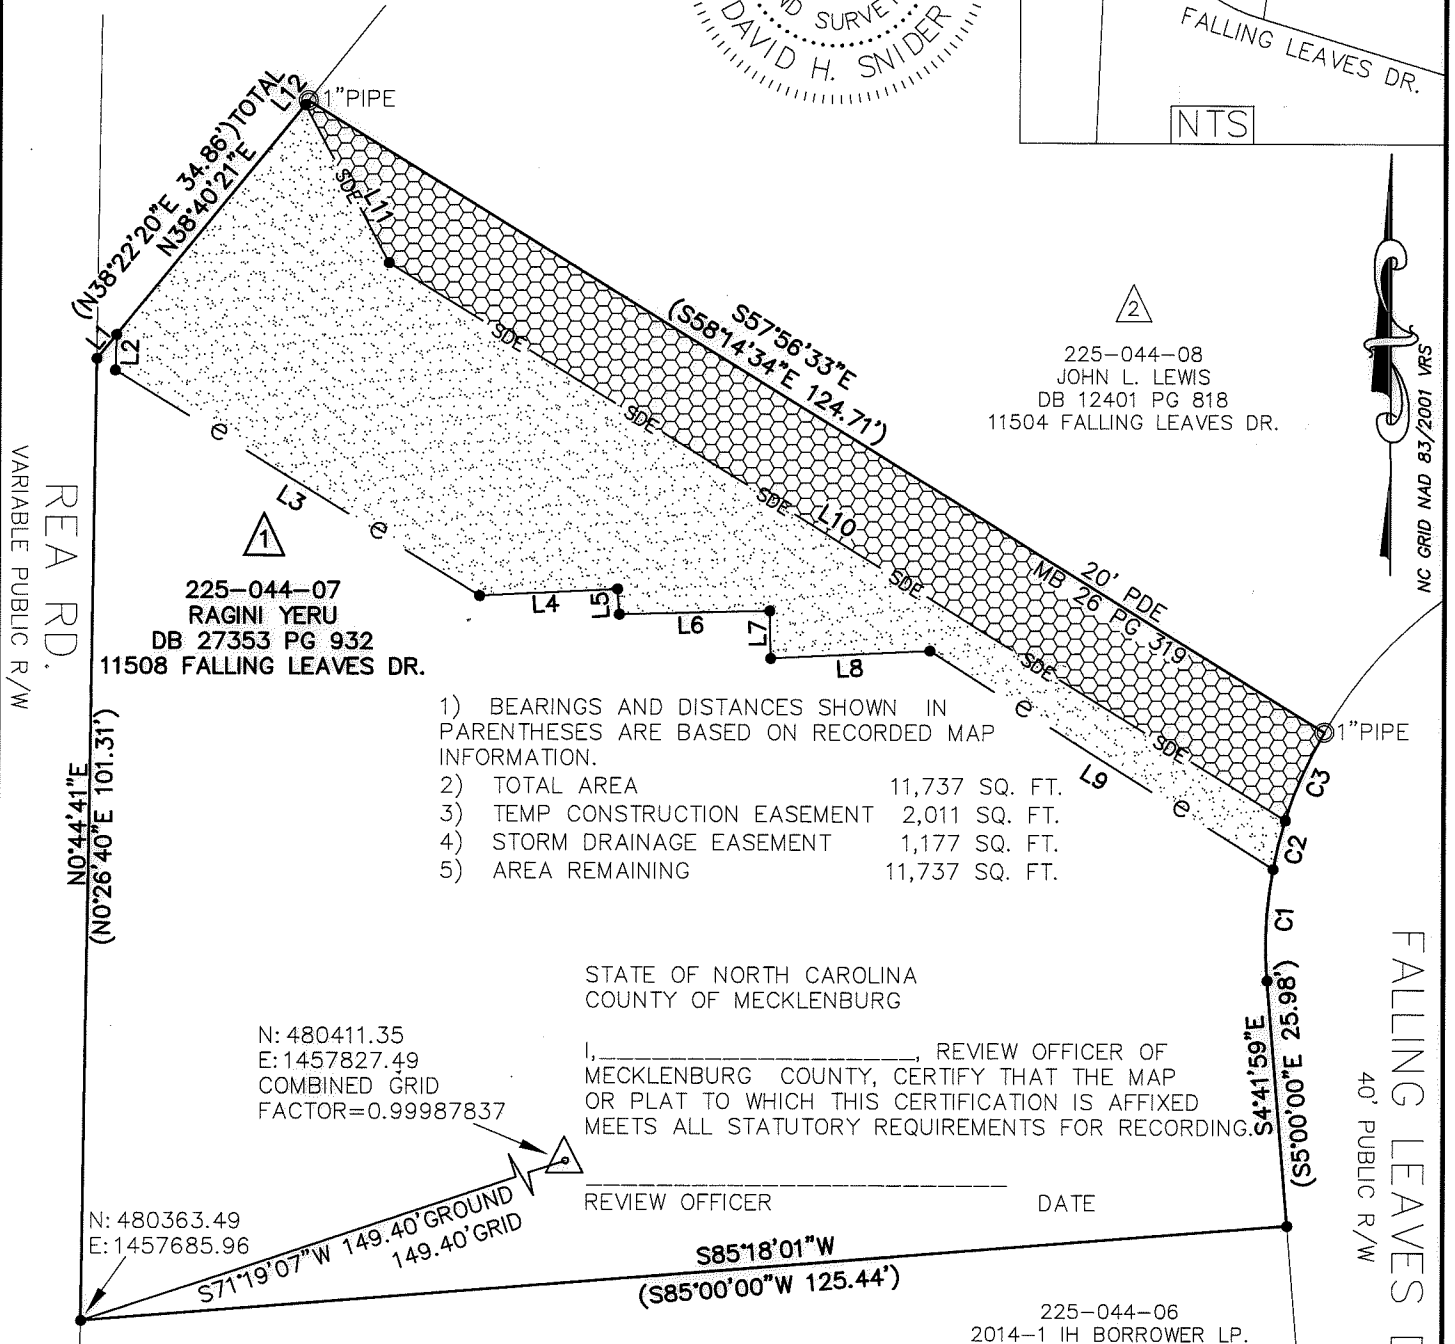 ND SURVEY
DAVID H. SNIDER
FALLING LEAVES DR.
NTS
1"PIPE
L12
(N38°22'20"E 34.86')TOTAL
N38°40'21"E
L1
L2
SDE
L11
SDE
S57°56'33"E
(S58°14'34"E 124.71')
2
225-044-08
JOHN L. LEWIS
DB 12401 PG 818
11504 FALLING LEAVES DR.
NC GRID NAD 83/2001 VRS
SDE
SDE
L10
SDE
20' PDE
MB 26 PG 319
SDE
SDE
e
L3
e
1
225-044-07
RAGINI YERU
DB 27353 PG 932
11508 FALLING LEAVES DR.
REA RD.
VARIABLE PUBLIC R/W
L4
L5
L6
L7
L8
e
L9
e
1"PIPE
C3
C2
C1
1) BEARINGS AND DISTANCES SHOWN IN
PARENTHESES ARE BASED ON RECORDED MAP
INFORMATION.
2) TOTAL AREA 11,737 SQ. FT.
3) TEMP CONSTRUCTION EASEMENT 2,011 SQ. FT.
4) STORM DRAINAGE EASEMENT 1,177 SQ. FT.
5) AREA REMAINING 11,737 SQ. FT.
N0°44'41"E
(N0°26'40"E 101.31')
STATE OF NORTH CAROLINA
COUNTY OF MECKLENBURG
I,______________________, REVIEW OFFICER OF
MECKLENBURG COUNTY, CERTIFY THAT THE MAP
OR PLAT TO WHICH THIS CERTIFICATION IS AFFIXED
MEETS ALL STATUTORY REQUIREMENTS FOR RECORDING.
REVIEW OFFICER DATE
S4°41'59"E
(S5°00'00"E 25.98')
FALLING LEAVES
40' PUBLIC R/W
N: 480411.35
E: 1457827.49
COMBINED GRID
FACTOR=0.99987837
N: 480363.49
E: 1457685.96
S71°19'07"W 149.40'GROUND
149.40'GRID
S85°18'01"W
(S85°00'00"W 125.44')
225-044-06
2014-1 IH BORROWER LP.